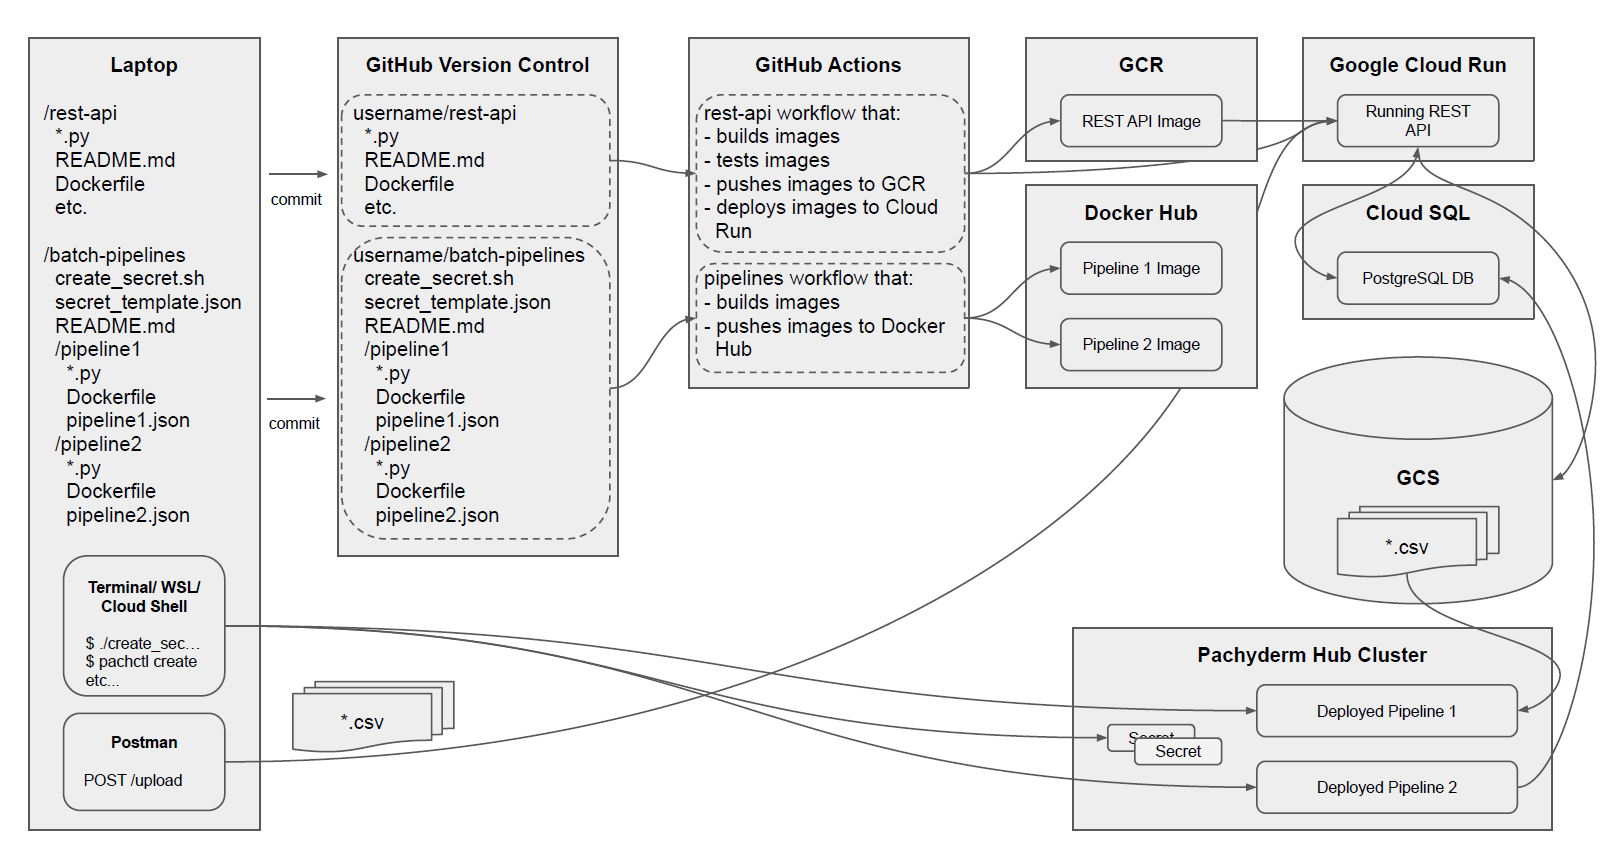 Laptop
/rest-api
*.py
README.md
Dockerfile
etc.
/batch-pipelines
create_secret.sh
secret_template.json
README.md
/pipeline1
*.py
Dockerfile
pipeline1.json
/pipeline2
*.py
Dockerfile
pipeline2.json
Terminal/ WSL/
Cloud Shell
$ ./create_sec...
$ pachctl create
etc...
Postman
POST /upload
commit
commit
*.csv
GitHub Version Control
username/rest-api
*.py
README.md
Dockerfile
etc.
username/batch-pipelines
create_secret.sh
secret_template.json
README.md
/pipeline1
*.py
Dockerfile
pipeline1.json
/pipeline2
*.py
Dockerfile
pipeline2.json
GitHub Actions
rest-api workflow that:
- builds images
- tests images
- pushes images to GCR
- deploys images to Cloud
Run
pipelines workflow that:
- builds images
- pushes images to Docker
Hub
GCR
REST API Image
Docker Hub
Pipeline 1 Image
Pipeline 2 Image
Google Cloud Run
Running REST
API
Cloud SQL
PostgreSQL DB
GCS
*.csv
Pachyderm Hub Cluster
Deployed Pipeline 1
Secret
Secret
Deployed Pipeline 2